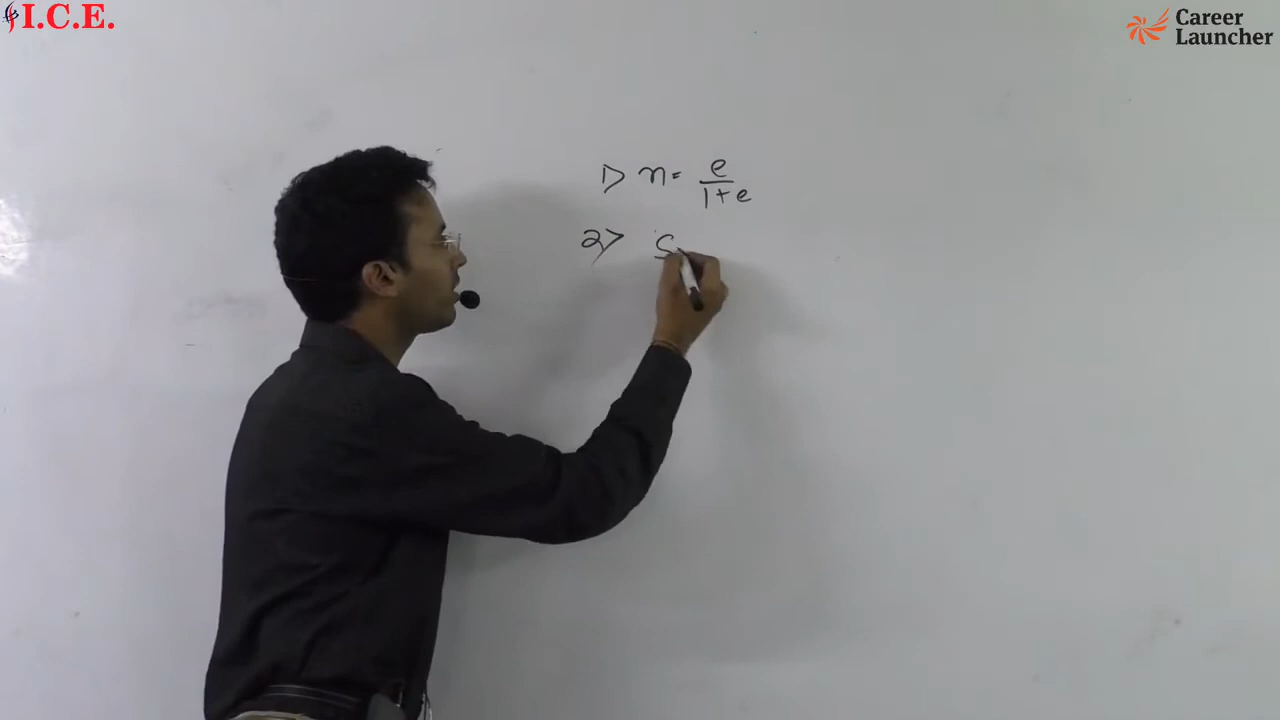 I.C.E.
Career
Launcher
1> n = e/(1+e)
2> S